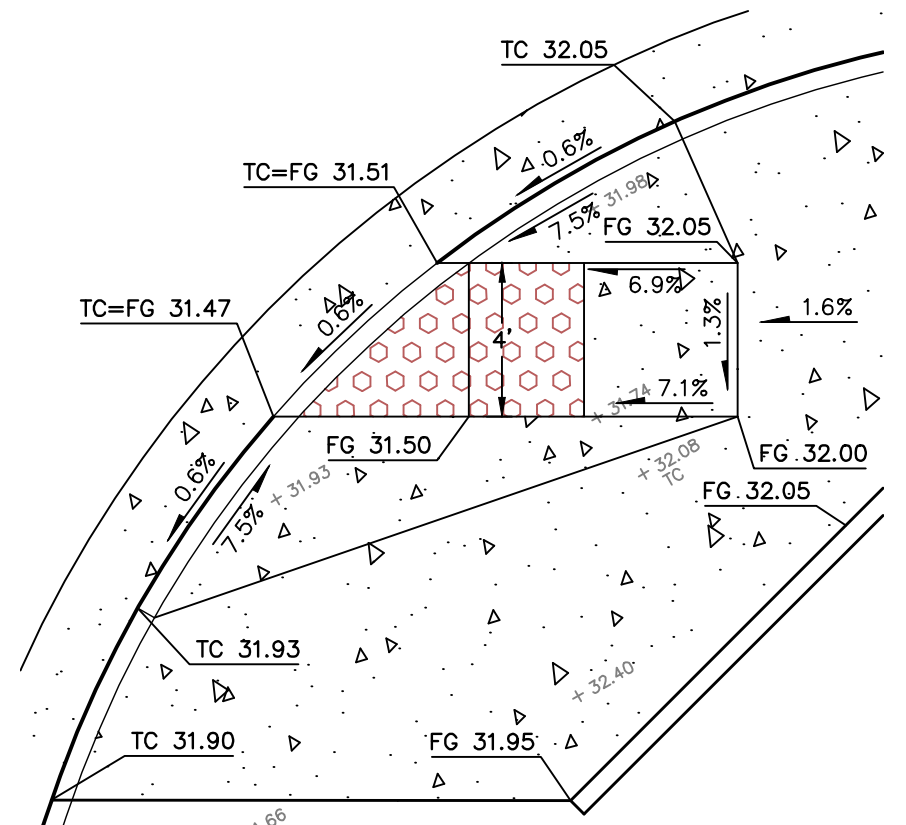 TC 32.05
0.6%
TC=FG 31.51
31.98
7.5%
FG 32.05
6.9%
TC=FG 31.47
0.6%
4'
1.3%
1.6%
7.1%
+ 31.74
FG 31.50
+ 32.08
TC
FG 32.00
0.6%
+ 31.93
FG 32.05
7.5%
TC 31.93
+ 32.40
TC 31.90
FG 31.95
.66